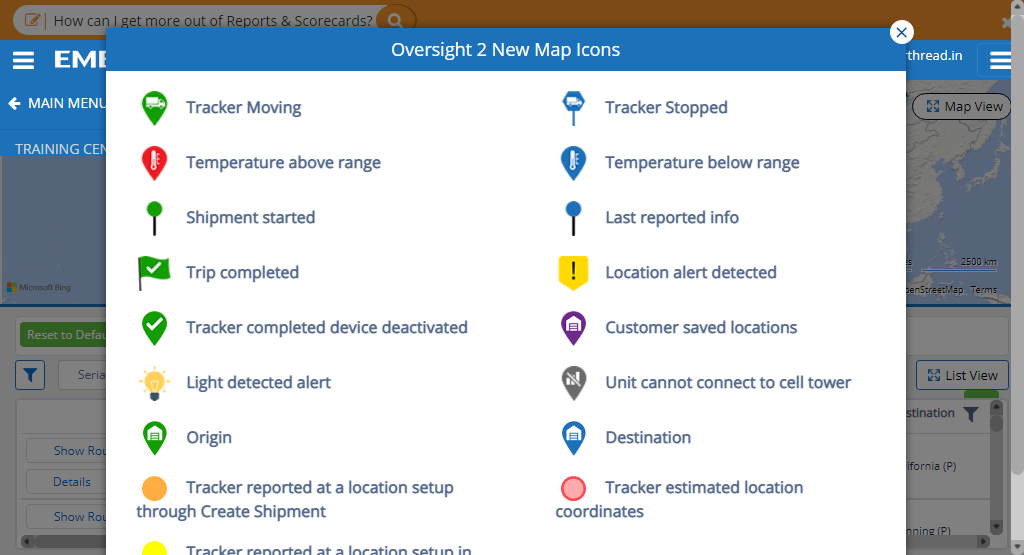 How can I get more out of Reports & Scorecards?
Oversight 2 New Map Icons
EME
rthread.in
MAIN MENU
Map View
TRAINING CEN
Tracker Moving
Tracker Stopped
Temperature above range
Temperature below range
Shipment started
Last reported info
Trip completed
Location alert detected
2500 km
Microsoft Bing
penStreetMap Terms
Tracker completed device deactivated
Customer saved locations
Reset to Defau
Light detected alert
Unit cannot connect to cell tower
Seria
List View
Origin
Destination
stination
Show Rou
ifornia (P)
Details
Tracker reported at a location setup
through Create Shipment
Tracker estimated location
coordinates
Show Rou
nning (P)
Tracker reported at a location setup in